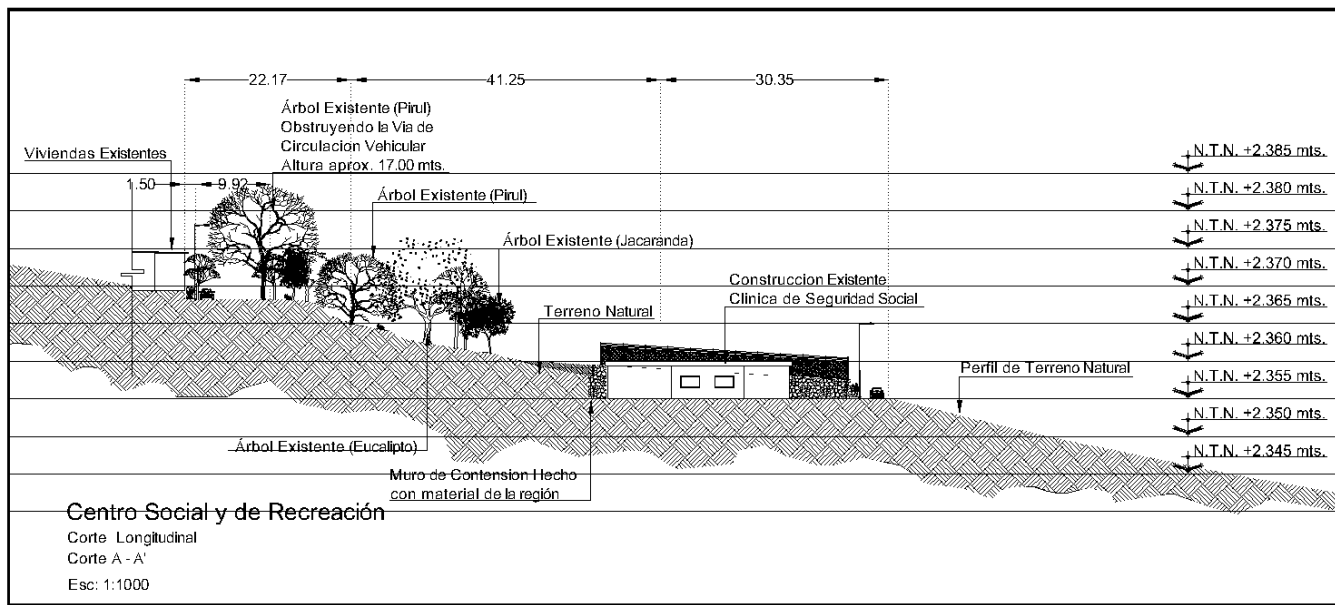 22.17
41.25
30.35
Árbol Existente (Pirul)
Obstruyendo la Via de
Circulacion Vehicular
Altura aprox. 17.00 mts.
Viviendas Existentes
1.50
9.92
Árbol Existente (Pirul)
Árbol Existente (Jacaranda)
Construccion Existente
Clinica de Seguridad Social
Terreno Natural
Perfil de Terreno Natural
N.T.N. +2.385 mts.
N.T.N. +2.380 mts.
N.T.N. +2.375 mts.
N.T.N. +2.370 mts.
N.T.N. +2.365 mts.
N.T.N. +2.360 mts.
N.T.N. +2.355 mts.
N.T.N. +2.350 mts.
N.T.N. +2.345 mts.
Árbol Existente (Eucalipto)
Muro de Contension Hecho
con material de la región
Centro Social y de Recreación
Corte Longitudinal
Corte A - A'
Esc: 1:1000